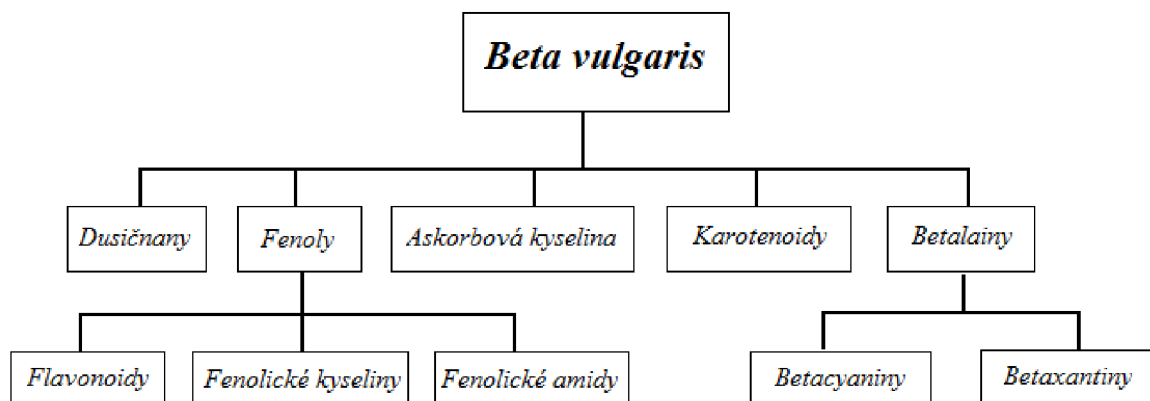 Beta vulgaris
Dusičnany
Fenoly
Askorbová kyselina
Karotenoidy
Betalainy
Flavonoidy
Fenolické kyseliny
Fenolické amidy
Betacyaniny
Betaxantiny